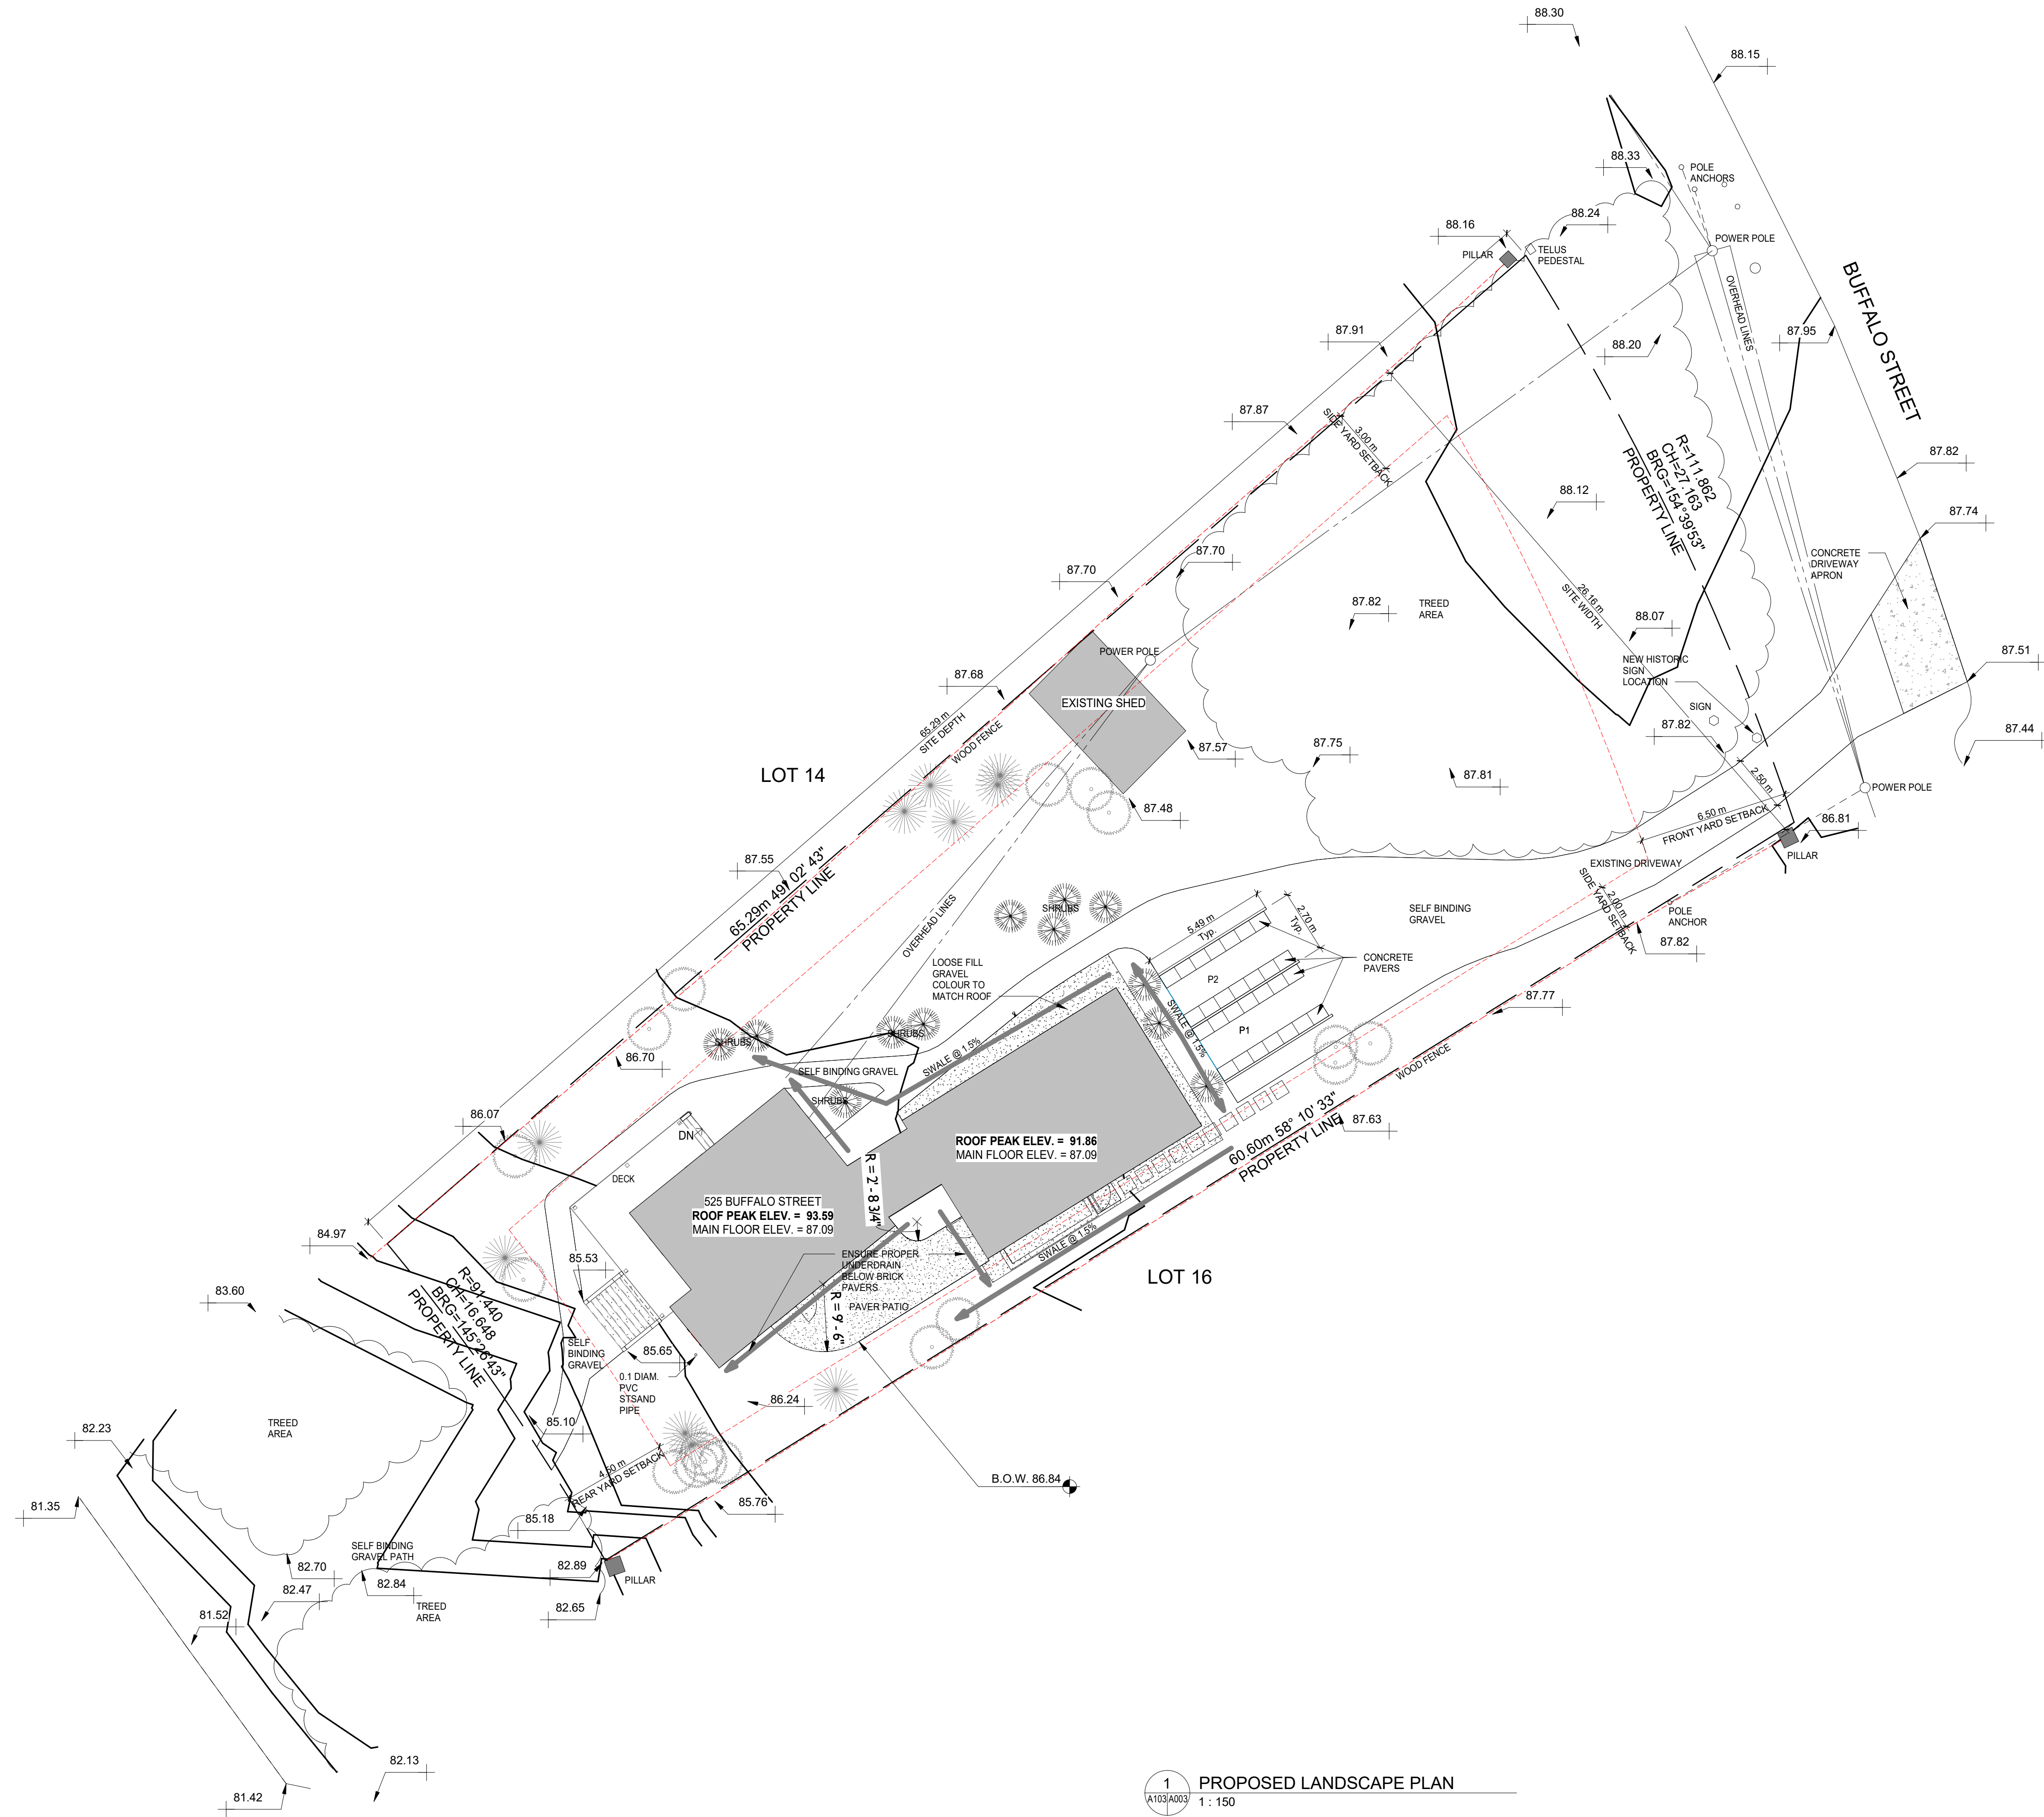 88.30
88.15
88.33
POLE
ANCHORS
88.24
88.16
POWER POLE
PILLAR
TELUS
PEDESTAL
BUFFALO STREET
OVERHEAD LINES
87.91
87.95
88.20
87.87
3.00 m
SIDE YARD SETBACK
R=111.862
CH=27.163
BRG=154°39'53"
PROPERTY LINE
87.82
88.12
87.74
87.70
87.70
CONCRETE
DRIVEWAY
APRON
26.16 m
SITE WIDTH
87.82
TREED
AREA
88.07
POWER POLE
87.51
NEW HISTORIC
SIGN
LOCATION
87.68
EXISTING SHED
SIGN
65.29 m
SITE DEPTH
WOOD FENCE
87.82
87.44
87.57
87.75
LOT 14
87.81
2.50 m
POWER POLE
87.48
6.50 m
FRONT YARD SETBACK
86.81
PILLAR
87.55
65.29m 49° 02' 43"
PROPERTY LINE
EXISTING DRIVEWAY
2.00 m
SIDE YARD SETBACK
SHRUBS
OVERHEAD LINES
5.49 m
Typ.
2.70 m
Typ.
SELF BINDING
GRAVEL
POLE
ANCHOR
87.82
LOOSE FILL
GRAVEL
COLOUR TO
MATCH ROOF
CONCRETE
PAVERS
P2
87.77
SWALE @ 1.5%
P1
SHRUBS
SHRUBS
86.70
SWALE @ 1.5%
SELF BINDING GRAVEL
WOOD FENCE
SHRUBS
86.07
87.63
60.60m 58° 10' 33"
PROPERTY LINE
DN
ROOF PEAK ELEV. = 91.86
MAIN FLOOR ELEV. = 87.09
R = 2' - 8 3/4"
DECK
525 BUFFALO STREET
ROOF PEAK ELEV. = 93.59
MAIN FLOOR ELEV. = 87.09
84.97
SWALE @ 1.5%
85.53
ENSURE PROPER
UNDERDRAIN
BELOW BRICK
PAVERS
LOT 16
83.60
R=91.440
CH=16.648
BRG=145°26'43"
PROPERTY LINE
PAVER PATIO
R = 9' - 6"
SELF
BINDING
GRAVEL
85.65
0.1 DIAM.
PVC
STSAND
PIPE
86.24
TREED
AREA
85.10
82.23
4.50 m
REAR YARD SETBACK
B.O.W. 86.84
81.35
85.76
85.18
SELF BINDING
GRAVEL PATH
82.70
82.89
82.84
PILLAR
82.47
TREED
AREA
82.65
81.52
82.13
81.42
1
A103
A003
PROPOSED LANDSCAPE PLAN
1 : 150